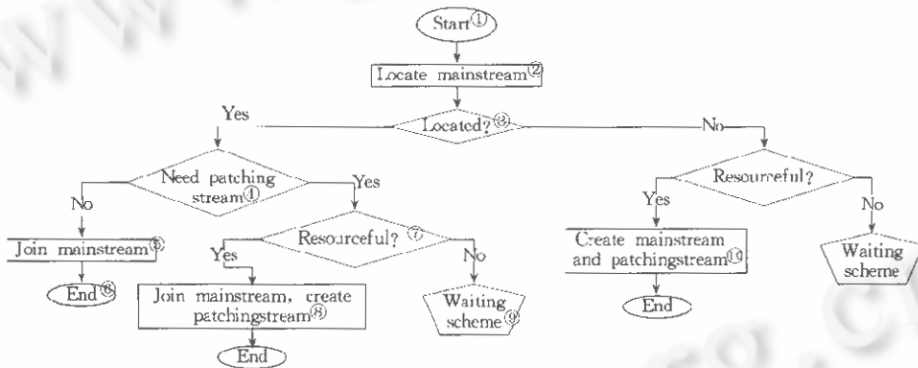 Start①
Locate mainstream②
Yes
Located?③
No
Need patching
stream④
Resourceful?
No
Yes
Yes
No
Join mainstream⑤
Resourceful?⑦
Create mainstream
and patchingstream⑩
Waiting
scheme
Yes
No
End⑥
Join mainstream, create
patchingstream⑧
Waiting
scheme⑨
End
End